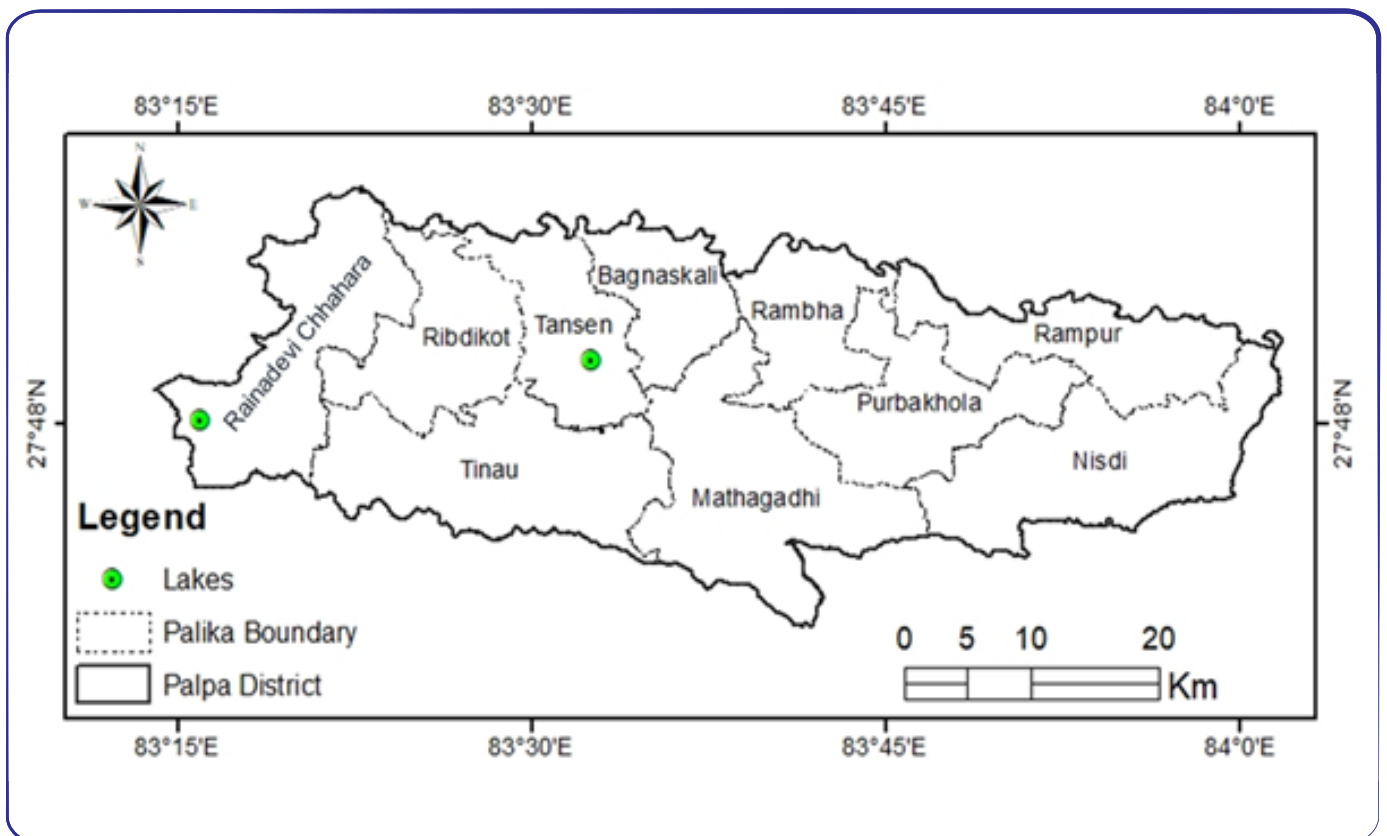 83°15'E 83°30'E 83°45'E 84°0'E
N
W E
S
Bagnaskali
Rambha
Tansen
Rampur
Ribdikot
Rainadevi Chhahara
Purbakhola
27°48'N 27°48'N
Nisdi
Tinau
Mathagadhi
Legend
Lakes
Palika Boundary
Palpa District
0 5 10 20
Km
83°15'E 83°30'E 83°45'E 84°0'E